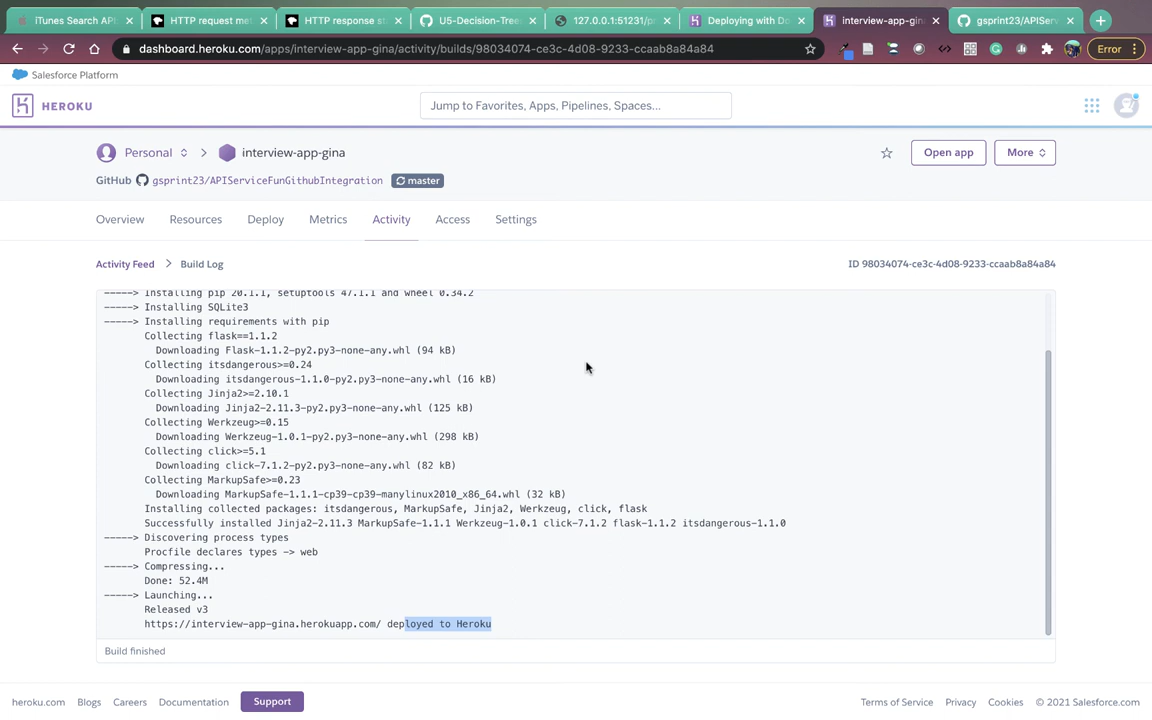 iTunes Search API
HTTP request met
HTTP response st
U5-Decision-Tree
127.0.0.1:51231/pr
Deploying with Do
interview-app-gin
gsprint23/APIServ
dashboard.heroku.com/apps/interview-app-gina/activity/builds/98034074-ce3c-4d08-9233-ccaab8a84a84
Error
Salesforce Platform
HEROKU
Jump to Favorites, Apps, Pipelines, Spaces...
Personal
interview-app-gina
Open app
More
GitHub gsprint23/APIServiceFunGithubIntegration master
Overview Resources Deploy Metrics Activity Access Settings
Activity Feed > Build Log
ID 98034074-ce3c-4d08-9233-ccaab8a84a84
-----> Installing pip 20.1.1, setuptools 47.1.1 and wheel 0.34.2
-----> Installing SQLite3
-----> Installing requirements with pip
Collecting flask==1.1.2
Downloading Flask-1.1.2-py2.py3-none-any.whl (94 kB)
Collecting itsdangerous>=0.24
Downloading itsdangerous-1.1.0-py2.py3-none-any.whl (16 kB)
Collecting Jinja2>=2.10.1
Downloading Jinja2-2.11.3-py2.py3-none-any.whl (125 kB)
Collecting Werkzeug>=0.15
Downloading Werkzeug-1.0.1-py2.py3-none-any.whl (298 kB)
Collecting click>=5.1
Downloading click-7.1.2-py2.py3-none-any.whl (82 kB)
Collecting MarkupSafe>=0.23
Downloading MarkupSafe-1.1.1-cp39-cp39-manylinux2010_x86_64.whl (32 kB)
Installing collected packages: itsdangerous, MarkupSafe, Jinja2, Werkzeug, click, flask
Successfully installed Jinja2-2.11.3 MarkupSafe-1.1.1 Werkzeug-1.0.1 click-7.1.2 flask-1.1.2 itsdangerous-1.1.0
-----> Discovering process types
Procfile declares types -> web
-----> Compressing...
Done: 52.4M
-----> Launching...
Released v3
https://interview-app-gina.herokuapp.com/ deployed to Heroku
Build finished
heroku.com Blogs Careers Documentation Support
Terms of Service Privacy Cookies © 2021 Salesforce.com